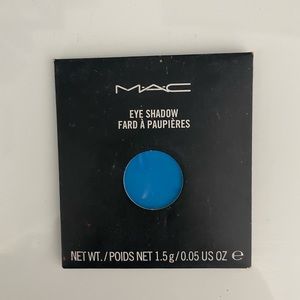 MAC
EYE SHADOW
FARD À PAUPIÈRES
NET WT./POIDS NET 1.5 g/0.05 US OZ ℮